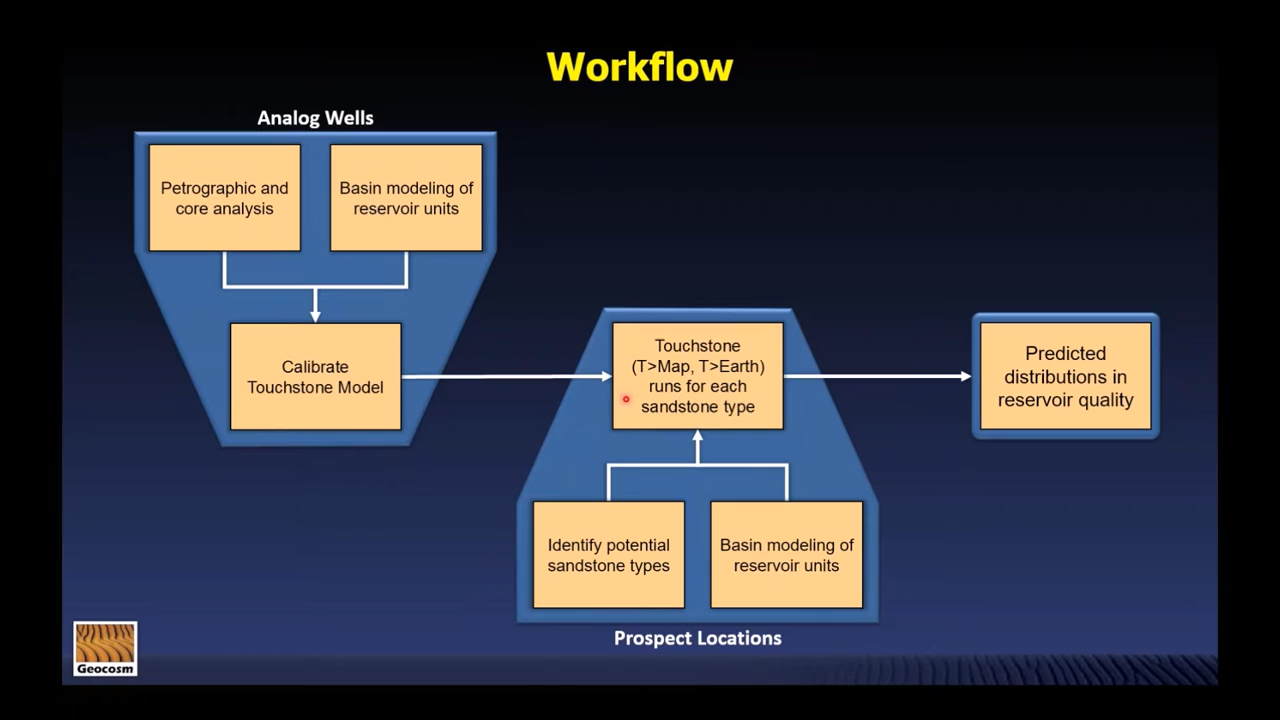 Workflow
Analog Wells
Petrographic and
core analysis
Basin modeling of
reservoir units
Calibrate
Touchstone Model
Touchstone
(T>Map, T>Earth)
runs for each
sandstone type
Predicted
distributions in
reservoir quality
Identify potential
sandstone types
Basin modeling of
reservoir units
Prospect Locations
Geocosm